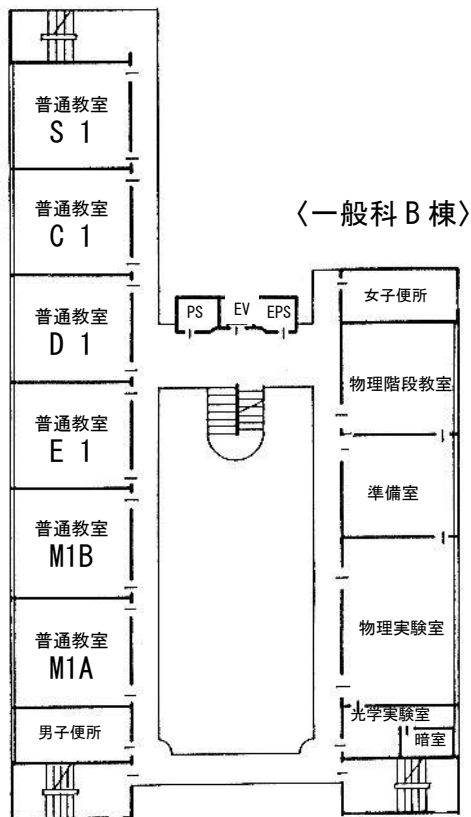 普通教室
S 1
普通教室
C 1
〈一般科B棟〉
普通教室
D 1
PS
EV
EPS
女子便所
普通教室
E 1
物理階段教室
準備室
普通教室
M1B
普通教室
M1A
物理実験室
男子便所
光学実験室
暗室